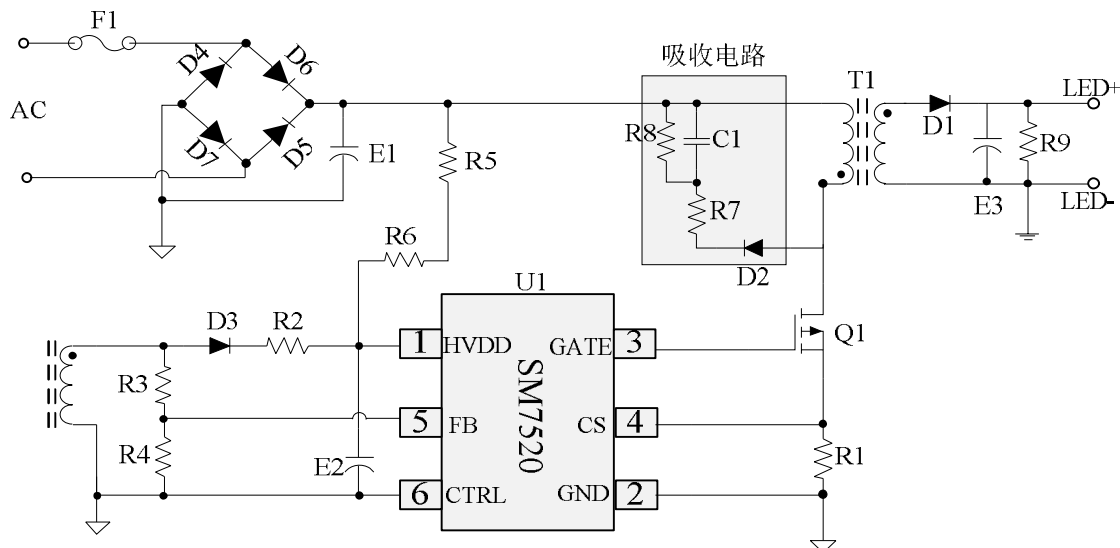 F1
D4
D6
吸收电路
T1
LED+
AC
D7
D5
E1
R5
R8
C1
D1
R9
R7
E3
LED-
R6
D2
U1
D3
R2
1
HVDD
GATE
3
Q1
R3
SM7520
R4
5
FB
CS
4
E2
R1
6
CTRL
GND
2